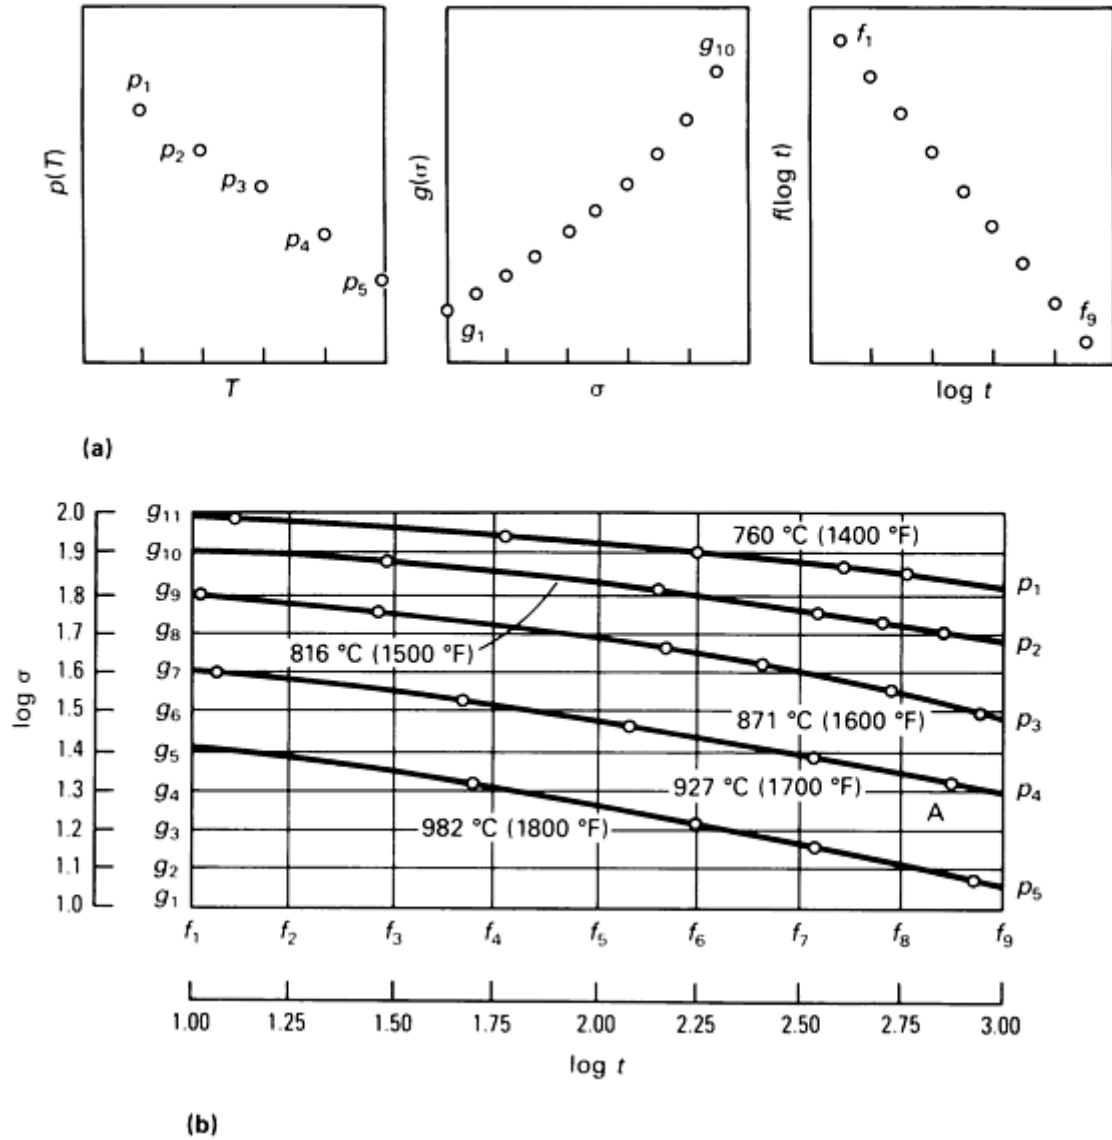 p1
p2
p3
p4
p5
p(T)
T
g10
g1
g(σ)
σ
f1
f9
f(log t)
log t
(a)
2.0
1.9
1.8
1.7
1.6
1.5
1.4
1.3
1.2
1.1
1.0
log σ
g11
g10
g9
g8
g7
g6
g5
g4
g3
g2
g1
760 °C (1400 °F)
816 °C (1500 °F)
871 °C (1600 °F)
927 °C (1700 °F)
A
982 °C (1800 °F)
p1
p2
p3
p4
p5
f1 f2 f3 f4 f5 f6 f7 f8 f9
1.00 1.25 1.50 1.75 2.00 2.25 2.50 2.75 3.00
log t
(b)